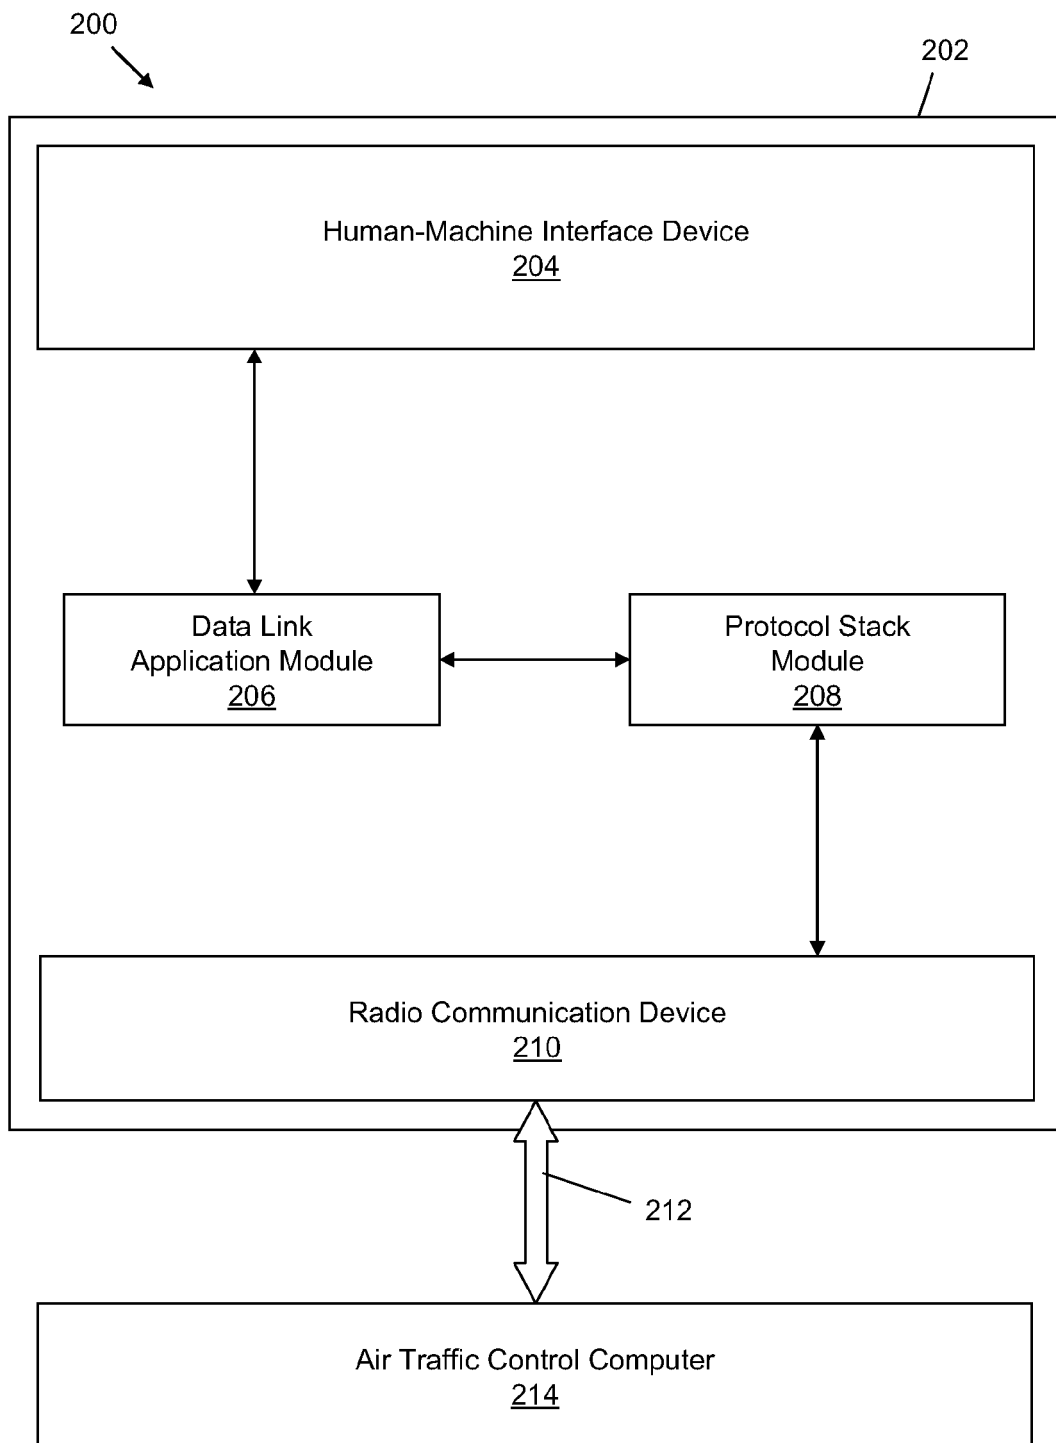 200
202
Human-Machine Interface Device
204
Data Link
Application Module
206
Protocol Stack
Module
208
Radio Communication Device
210
212
Air Traffic Control Computer
214